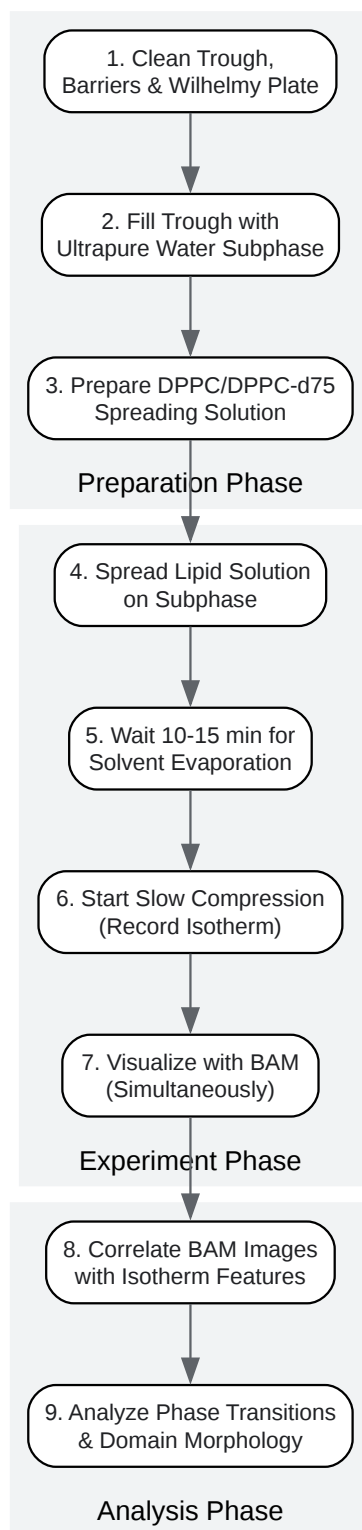 1. Clean Trough,
Barriers & Wilhelmy Plate
2. Fill Trough with
Ultrapure Water Subphase
3. Prepare DPPC/DPPC-d75
Spreading Solution
Preparation Phase
4. Spread Lipid Solution
on Subphase
5. Wait 10-15 min for
Solvent Evaporation
6. Start Slow Compression
(Record Isotherm)
7. Visualize with BAM
(Simultaneously)
Experiment Phase
8. Correlate BAM Images
with Isotherm Features
9. Analyze Phase Transitions
& Domain Morphology
Analysis Phase